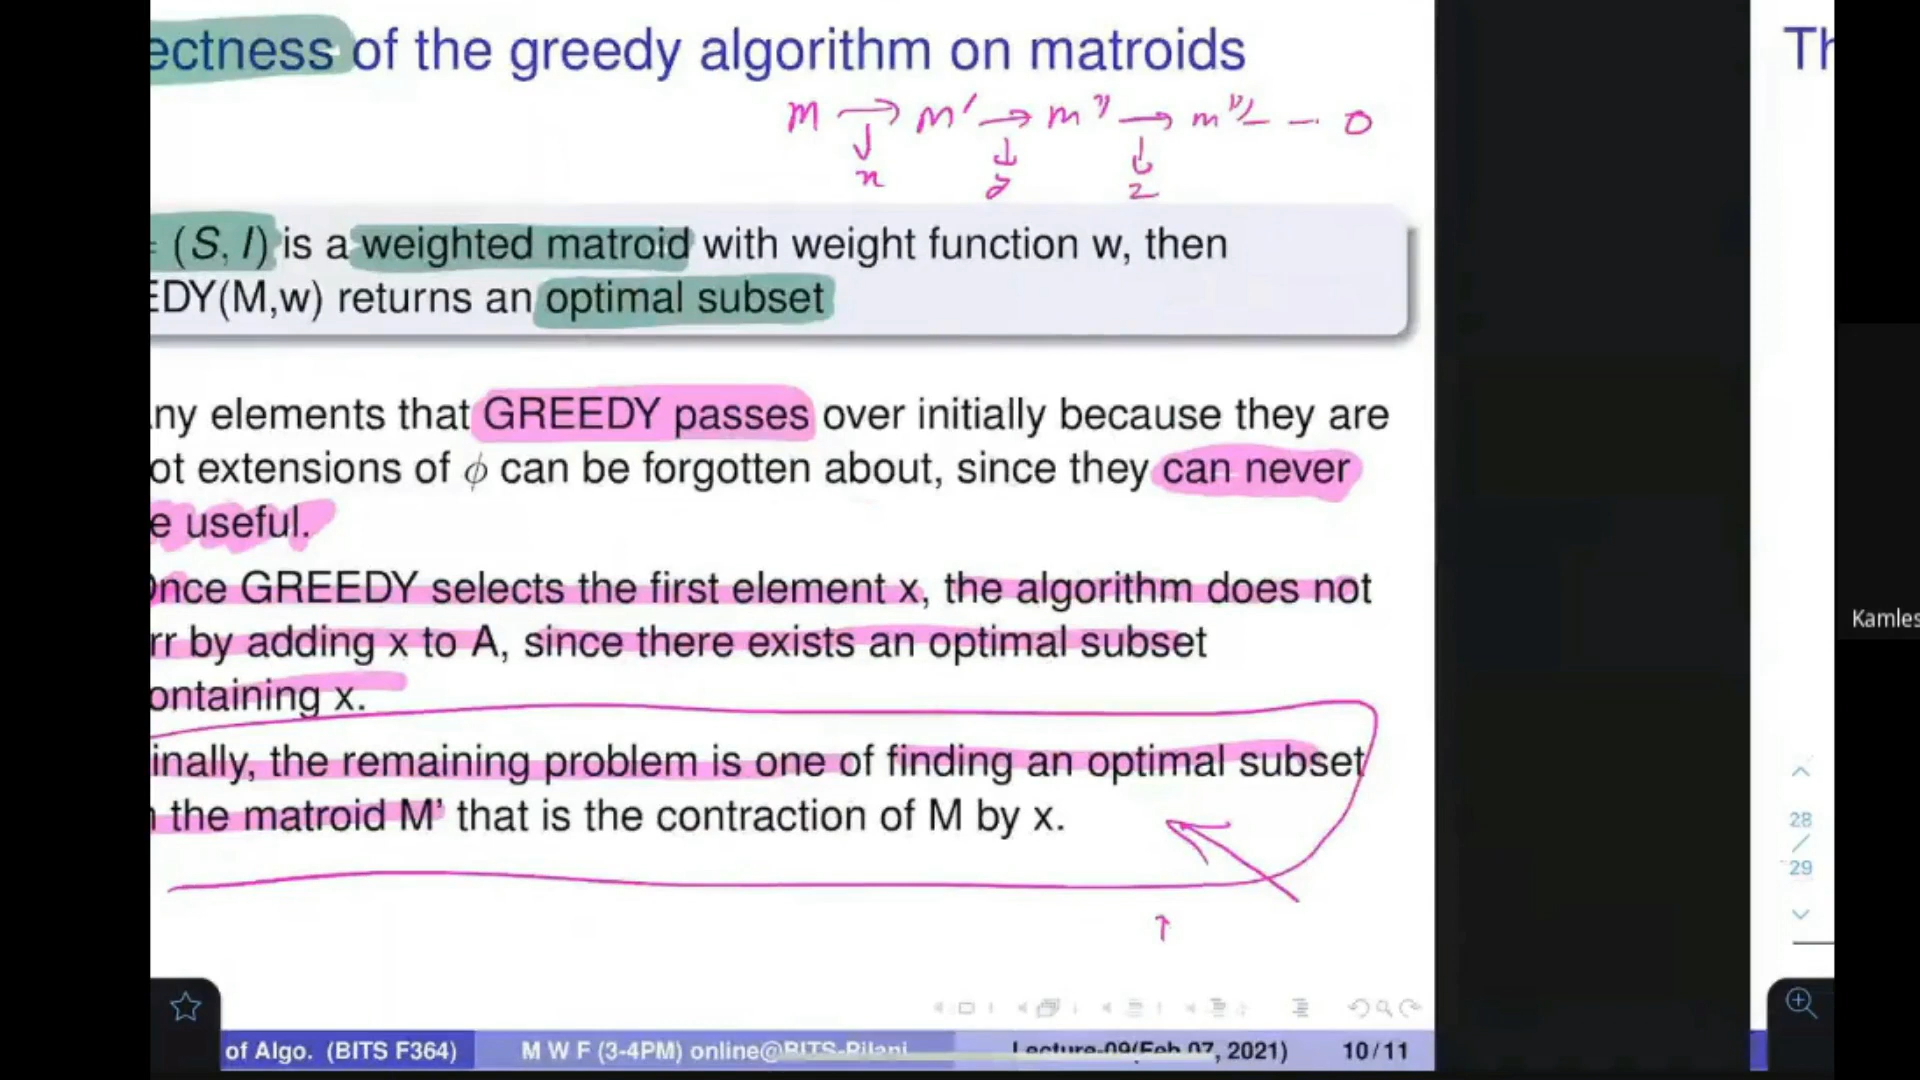 ectness of the greedy algorithm on matroids
Th
M → M' → m'' → m''' - - 0
x y z
= (S, I) is a weighted matroid with weight function w, then
EDY(M,w) returns an optimal subset
ny elements that GREEDY passes over initially because they are
ot extensions of ϕ can be forgotten about, since they can never
e useful.
Once GREEDY selects the first element x, the algorithm does not
rr by adding x to A, since there exists an optimal subset
ontaining x.
Kamles
inally, the remaining problem is one of finding an optimal subset
n the matroid M' that is the contraction of M by x.
28
/
29
of Algo. (BITS F364) M W F (3-4PM) online@BITS-Pilani Lecture-09(Feb 07, 2021) 10/11